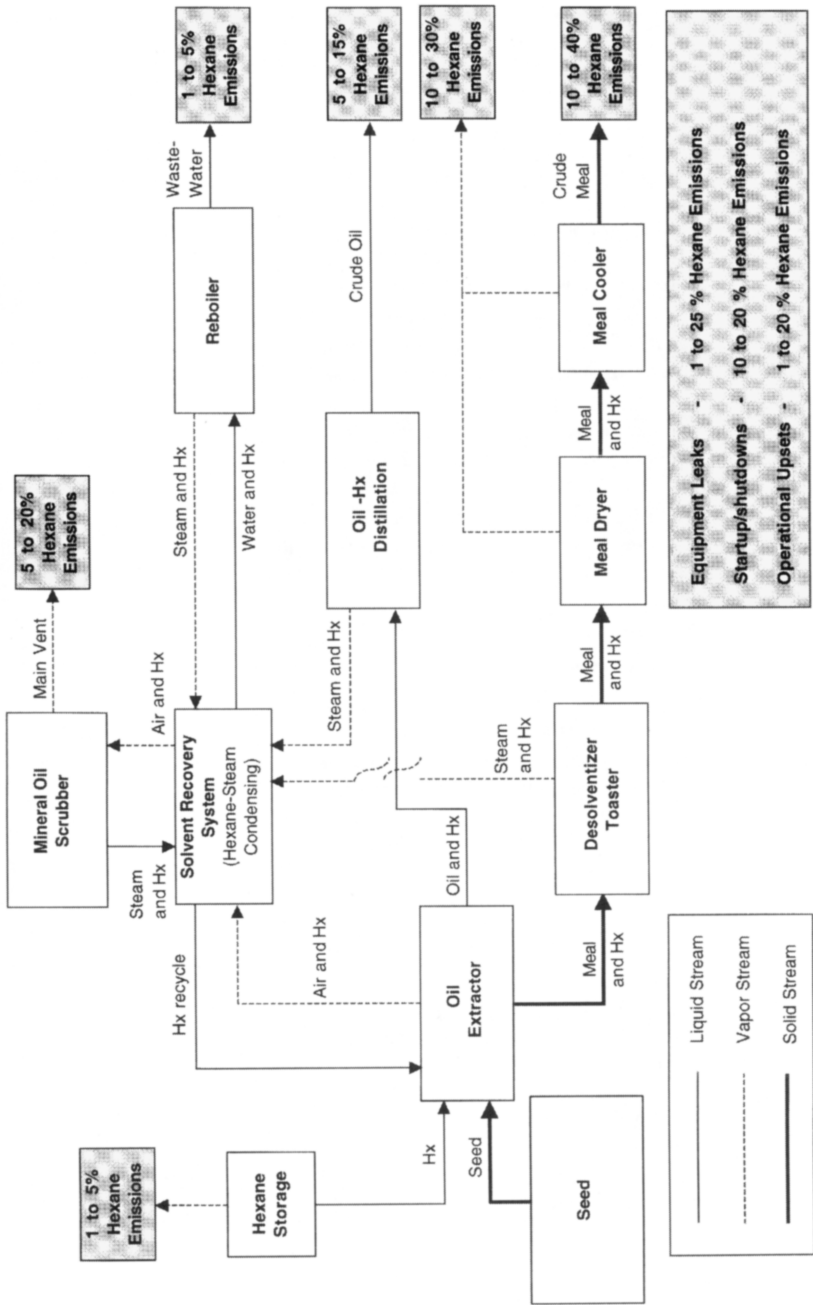 1 to 5%
Hexane
Emissions
Hexane
Storage
Hx
Seed
Seed
Hx recycle
Air and Hx
Oil
Extractor
Mineral Oil
Scrubber
Main Vent
5 to 20%
Hexane
Emissions
Steam
and Hx
Air and Hx
Solvent Recovery
System
(Hexane-Steam
Condensing)
Steam and Hx
Water and Hx
Reboiler
Waste-
Water
1 to 5%
Hexane
Emissions
Steam and Hx
Oil and Hx
Oil -Hx
Distillation
Crude Oil
5 to 15%
Hexane
Emissions
Meal
and Hx
Steam
and Hx
Desolventizer
Toaster
Meal
and Hx
Meal Dryer
Meal
and Hx
Meal Cooler
Crude
Meal
10 to 30%
Hexane
Emissions
10 to 40%
Hexane
Emissions
Liquid Stream
Vapor Stream
Solid Stream
Equipment Leaks - 1 to 25 % Hexane Emissions
Startup/shutdowns - 10 to 20 % Hexane Emissions
Operational Upsets - 1 to 20 % Hexane Emissions